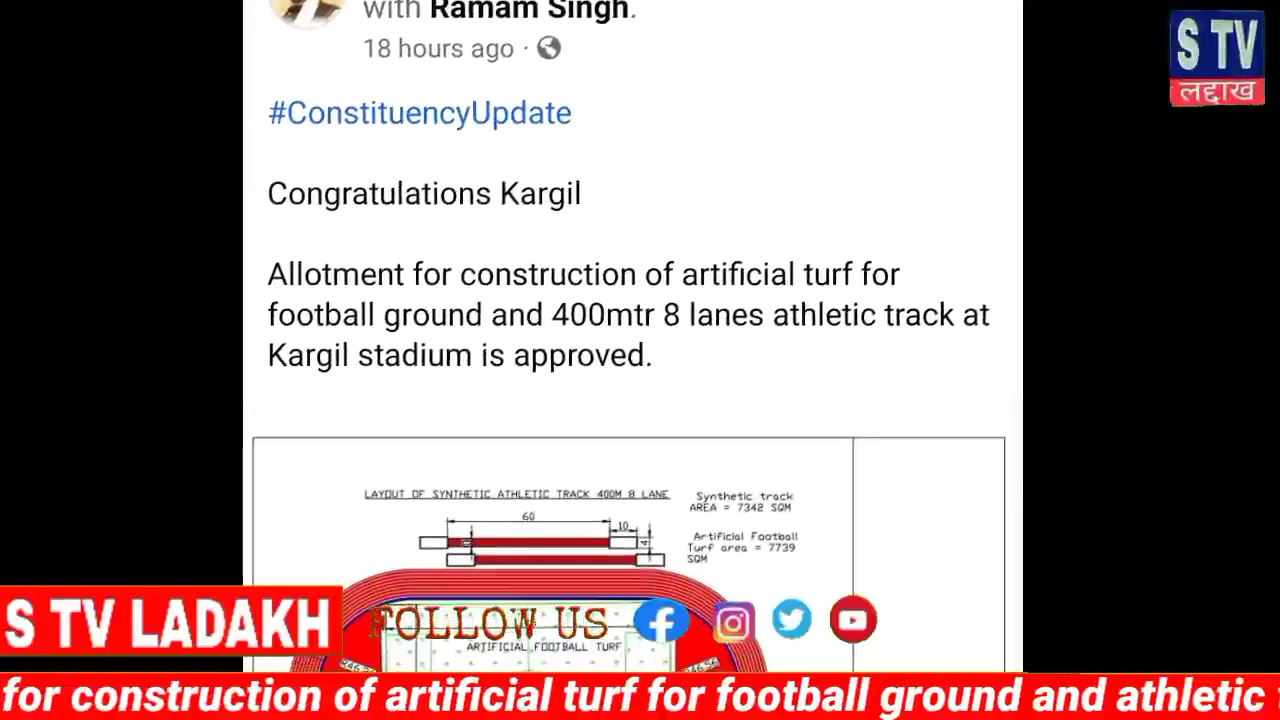 with Ramam Singh.
18 hours ago ·
S TV
लद्दाख
#ConstituencyUpdate
Congratulations Kargil
Allotment for construction of artificial turf for
football ground and 400mtr 8 lanes athletic track at
Kargil stadium is approved.
LAYOUT OF SYNTHETIC ATHLETIC TRACK 400M 8 LANE
Synthetic track
AREA = 7342 SQM
60
10
4
Artificial Football
Turf area = 7739
SQM
S TV LADAKH
FOLLOW US
ARTIFICIAL FOOTBALL TURF
for construction of artificial turf for football ground and athletic